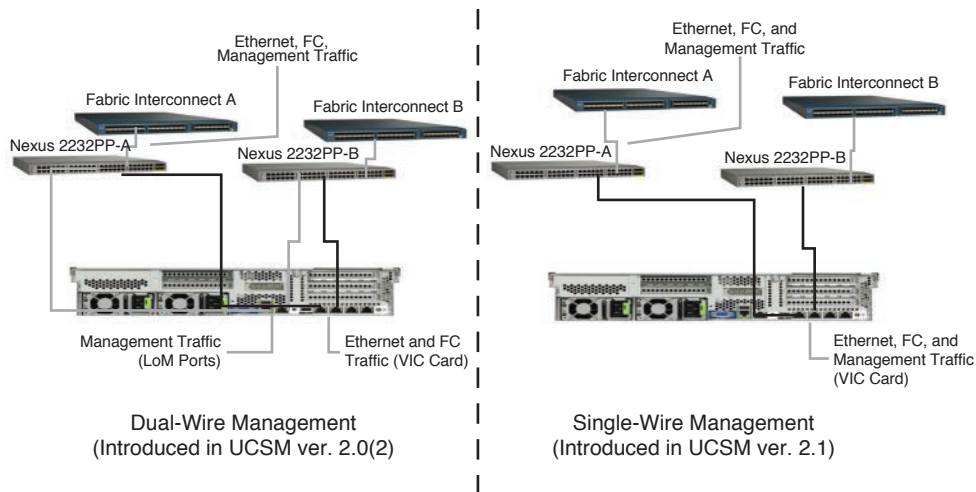 Ethernet, FC,
Management Traffic
Fabric Interconnect A
Fabric Interconnect B
Nexus 2232PP-A
Nexus 2232PP-B
Management Traffic
(LoM Ports)
Ethernet and FC
Traffic (VIC Card)
Dual-Wire Management
(Introduced in UCSM ver. 2.0(2)
Ethernet, FC, and
Management Traffic
Fabric Interconnect A
Fabric Interconnect B
Nexus 2232PP-A
Nexus 2232PP-B
Ethernet, FC, and
Management Traffic
(VIC Card)
Single-Wire Management
(Introduced in UCSM ver. 2.1)